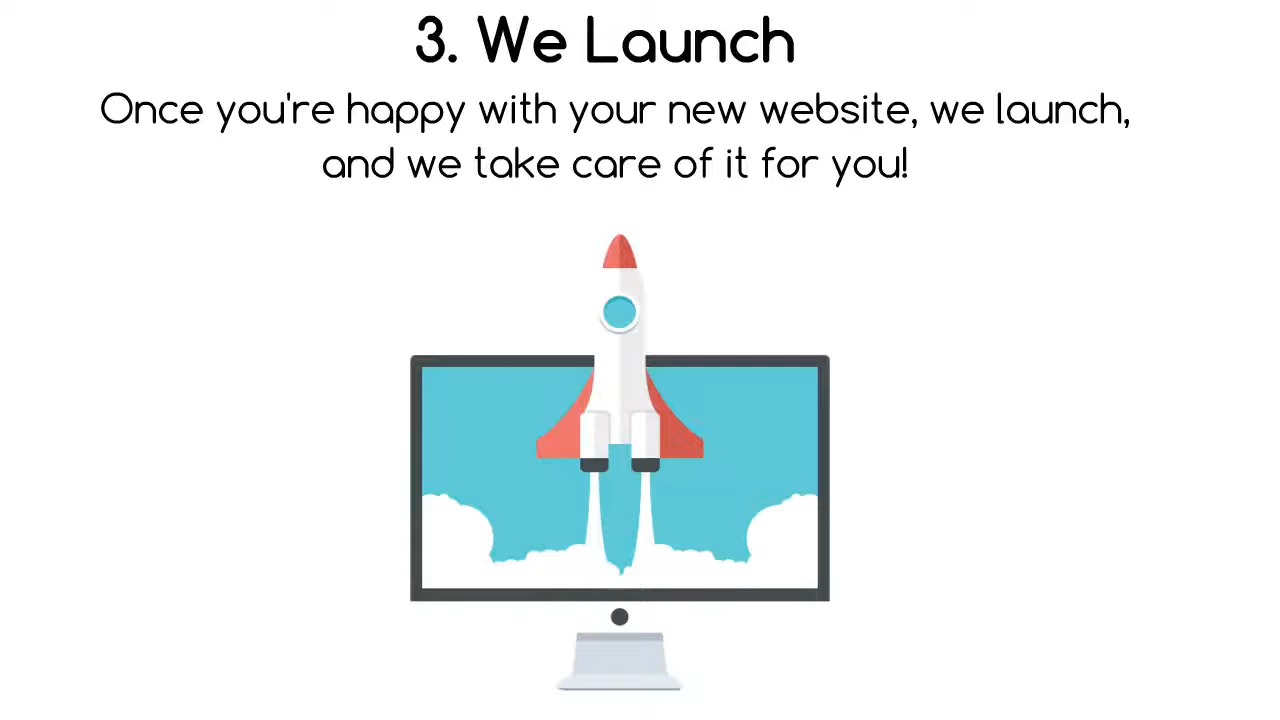 3. We Launch
Once you're happy with your new website, we launch,
and we take care of it for you!